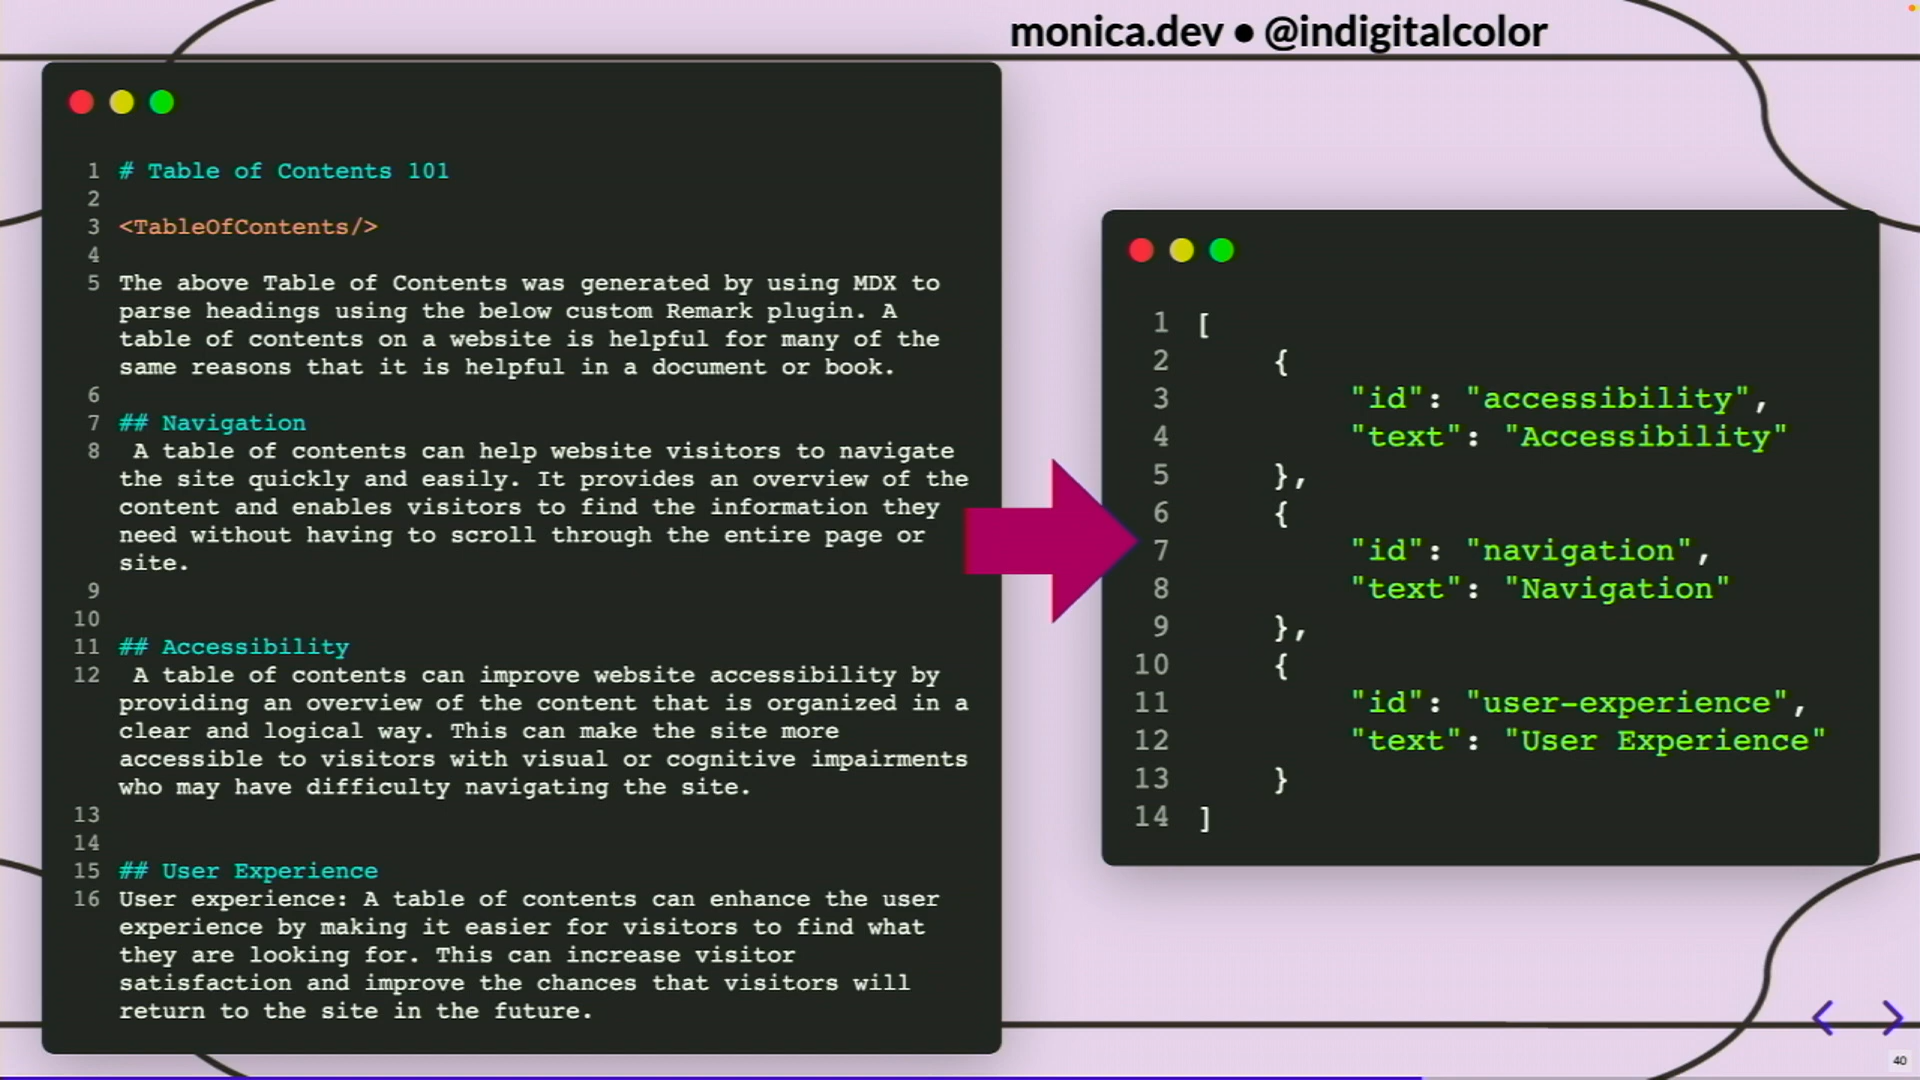 monica.dev ● @indigitalcolor
1 # Table of Contents 101
2
3 <TableOfContents/>
4
5 The above Table of Contents was generated by using MDX to
parse headings using the below custom Remark plugin. A
table of contents on a website is helpful for many of the
same reasons that it is helpful in a document or book.
6
7 ## Navigation
8 A table of contents can help website visitors to navigate
the site quickly and easily. It provides an overview of the
content and enables visitors to find the information they
need without having to scroll through the entire page or
site.
9
10
11 ## Accessibility
12 A table of contents can improve website accessibility by
providing an overview of the content that is organized in a
clear and logical way. This can make the site more
accessible to visitors with visual or cognitive impairments
who may have difficulty navigating the site.
13
14
15 ## User Experience
16 User experience: A table of contents can enhance the user
experience by making it easier for visitors to find what
they are looking for. This can increase visitor
satisfaction and improve the chances that visitors will
return to the site in the future.
1 [
2 {
3 "id": "accessibility",
4 "text": "Accessibility"
5 },
6 {
7 "id": "navigation",
8 "text": "Navigation"
9 },
10 {
11 "id": "user-experience",
12 "text": "User Experience"
13 }
14 ]
40